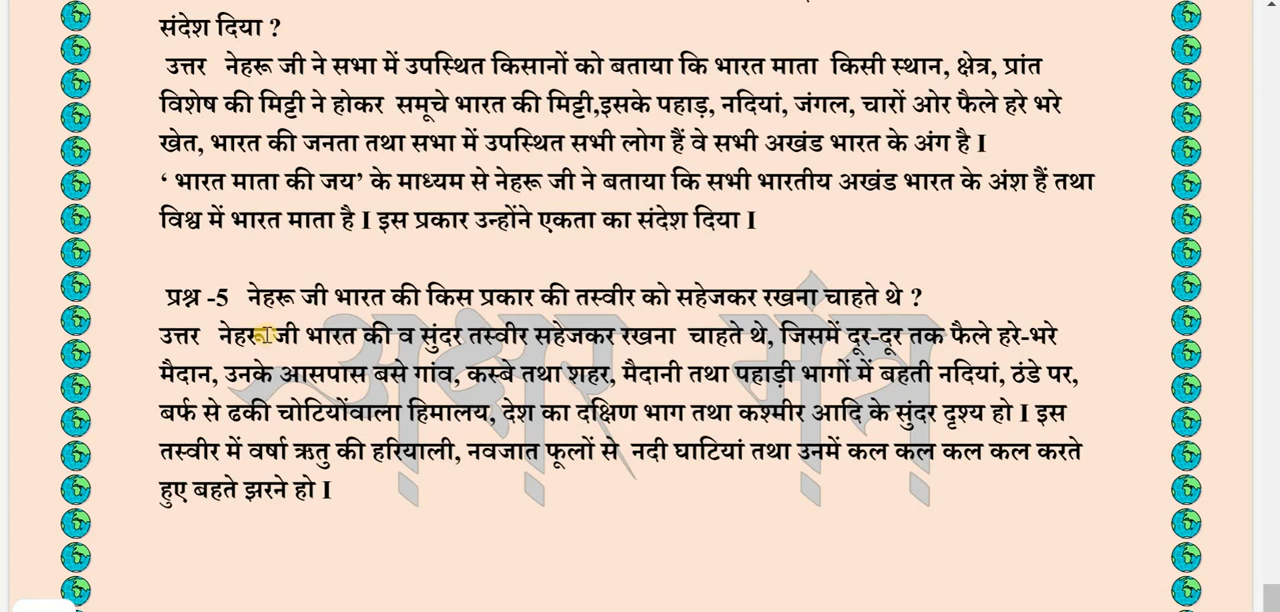 संदेश दिया ?
उत्तर नेहरू जी ने सभा में उपस्थित किसानों को बताया कि भारत माता किसी स्थान, क्षेत्र, प्रांत
विशेष की मिट्टी ने होकर समूचे भारत की मिट्टी,इसके पहाड़, नदियां, जंगल, चारों ओर फैले हरे भरे
खेत, भारत की जनता तथा सभा में उपस्थित सभी लोग हैं वे सभी अखंड भारत के अंग है I
‘ भारत माता की जय’ के माध्यम से नेहरू जी ने बताया कि सभी भारतीय अखंड भारत के अंश हैं तथा
विश्व में भारत माता है I इस प्रकार उन्होंने एकता का संदेश दिया I
प्रश्न -5 नेहरू जी भारत की किस प्रकार की तस्वीर को सहेजकर रखना चाहते थे ?
उत्तर नेहरू जी भारत की व सुंदर तस्वीर सहेजकर रखना चाहते थे, जिसमें दूर-दूर तक फैले हरे-भरे
मैदान, उनके आसपास बसे गांव, कस्बे तथा शहर, मैदानी तथा पहाड़ी भागों में बहती नदियां, ठंडे पर,
बर्फ से ढकी चोटियोंवाला हिमालय, देश का दक्षिण भाग तथा कश्मीर आदि के सुंदर दृश्य हो I इस
तस्वीर में वर्षा ऋतु की हरियाली, नवजात फूलों से नदी घाटियां तथा उनमें कल कल कल कल करते
हुए बहते झरने हो I
अक्षर मंत्र